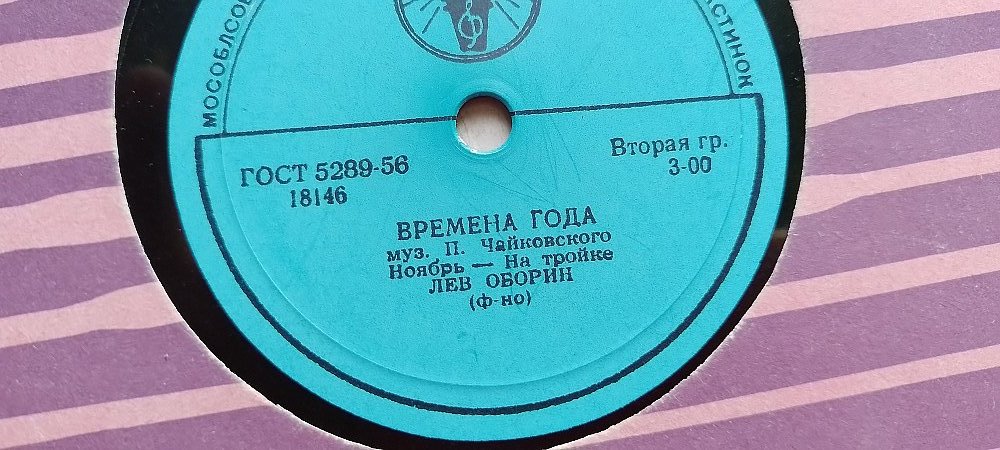 МОСОБЛСОВ
СТИНОК
ГОСТ 5289-56
18146
Вторая гр.
3-00
ВРЕМЕНА ГОДА
муз. П. Чайковского
Ноябрь — На тройке
ЛЕВ ОБОРИН
(ф-но)